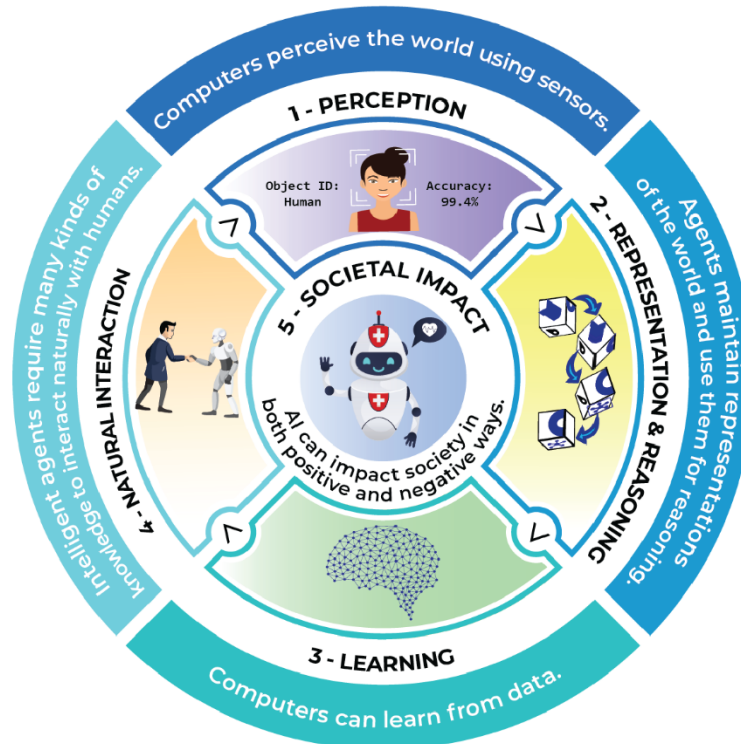 Computers perceive the world using sensors.
1 - PERCEPTION
Object ID:
Human
Accuracy:
99.4%
2 - REPRESENTATION & REASONING
Agents maintain representations
of the world and use them for reasoning.
3 - LEARNING
Computers can learn from data.
4 - NATURAL INTERACTION
Intelligent agents require many kinds of
knowledge to interact naturally with humans.
5 - SOCIETAL IMPACT
AI can impact society in
both positive and negative ways.